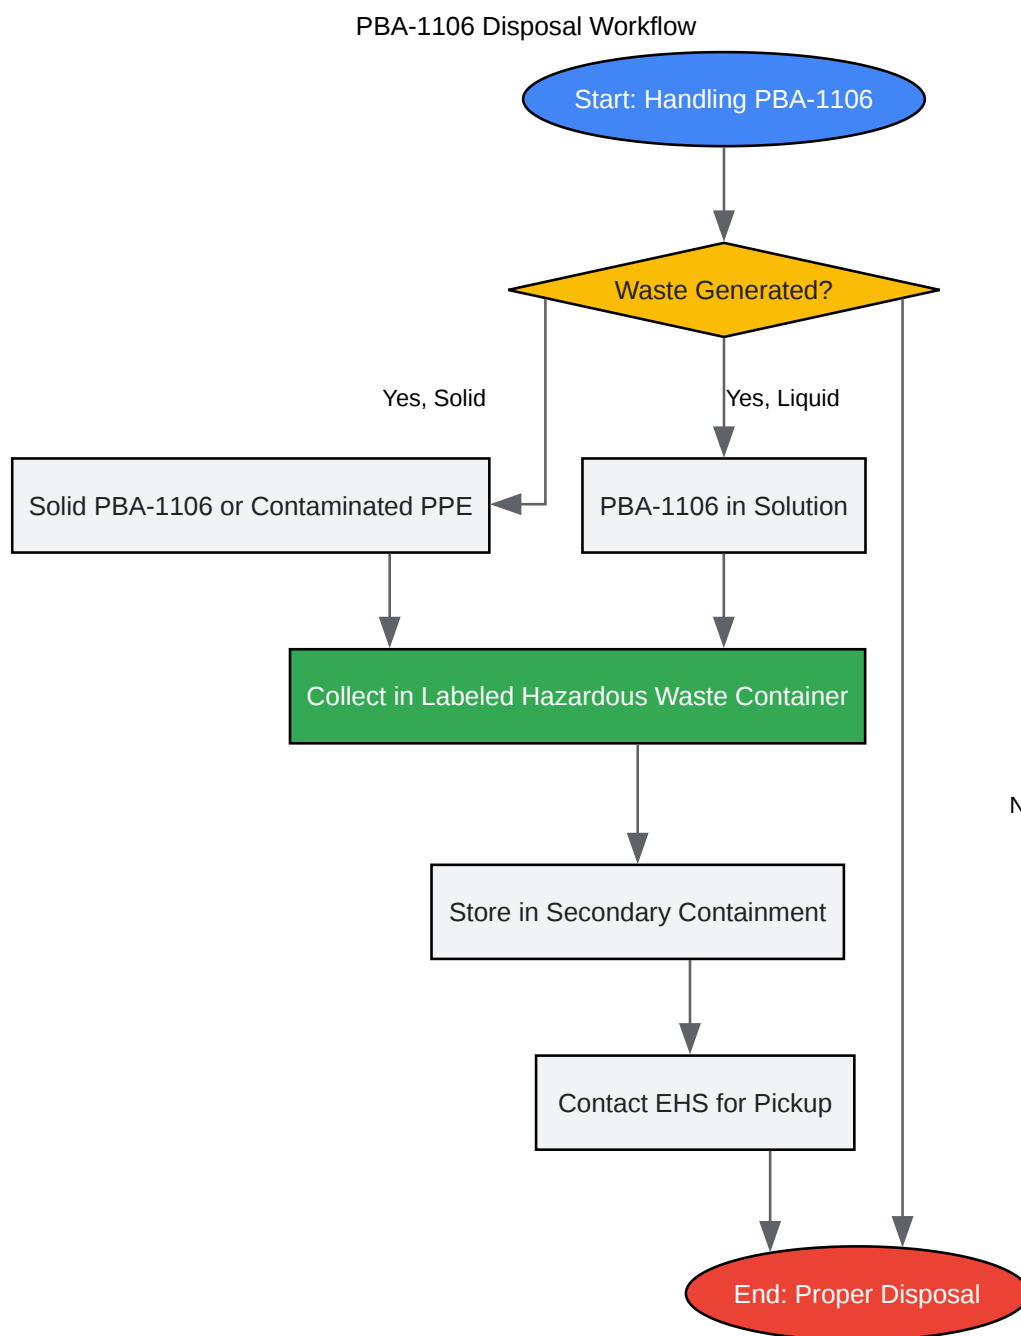 PBA-1106 Disposal Workflow
Start: Handling PBA-1106
Waste Generated?
Yes, Solid
Yes, Liquid
Solid PBA-1106 or Contaminated PPE
PBA-1106 in Solution
Collect in Labeled Hazardous Waste Container
N
Store in Secondary Containment
Contact EHS for Pickup
End: Proper Disposal